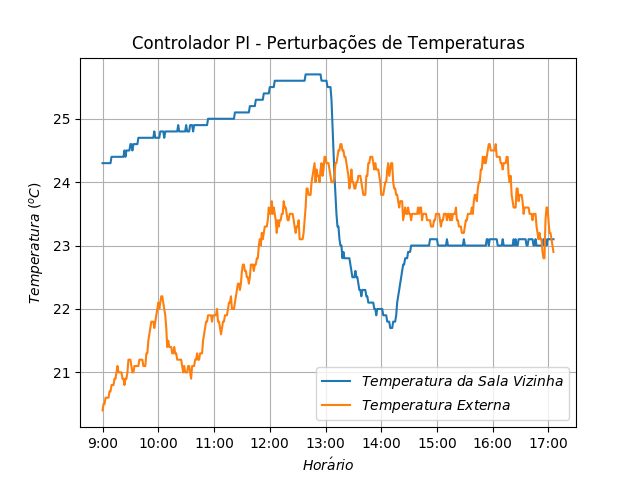 Controlador PI - Perturbações de Temperaturas
Temperatura (ºC)
25
24
23
22
21
Temperatura da Sala Vizinha
Temperatura Externa
9:00 10:00 11:00 12:00 13:00 14:00 15:00 16:00 17:00
Horário